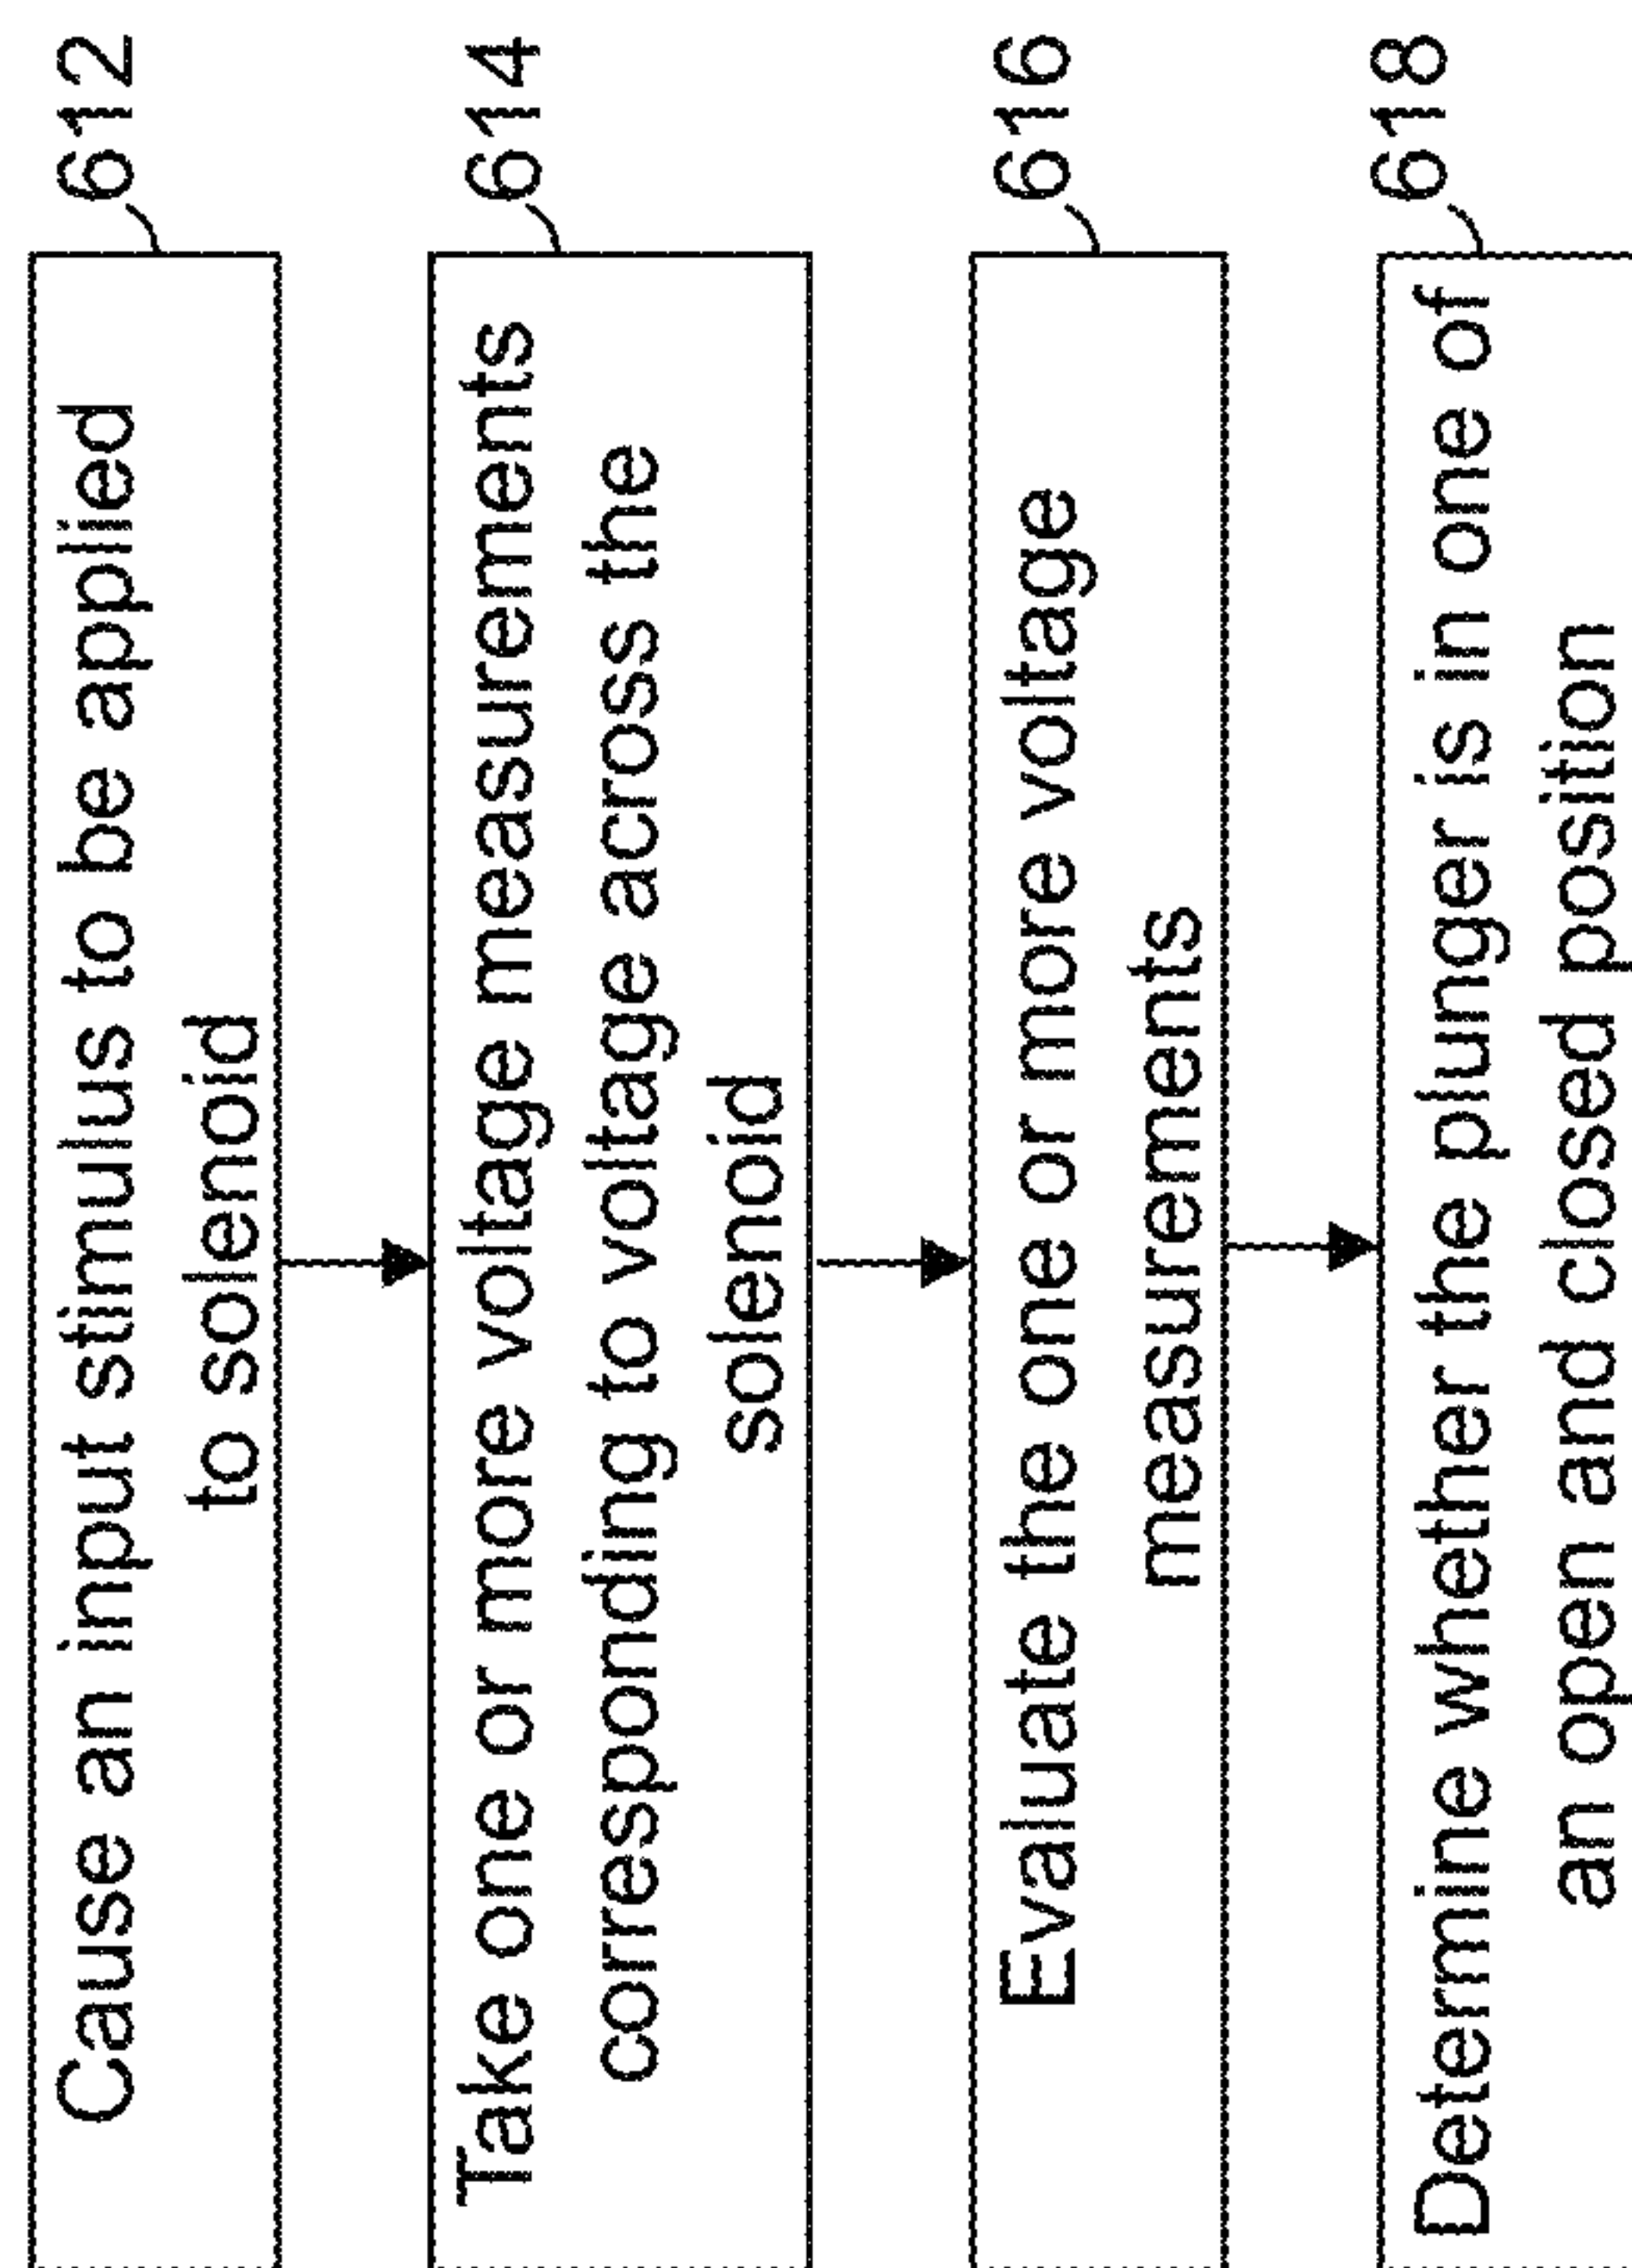 Cause an input stimulus to be applied
to solenoid
612
Take one or more voltage measurements
corresponding to voltage across the
solenoid
614
Evaluate the one or more voltage
measurements
616
Determine whether the plunger is in one of
an open and closed position
618